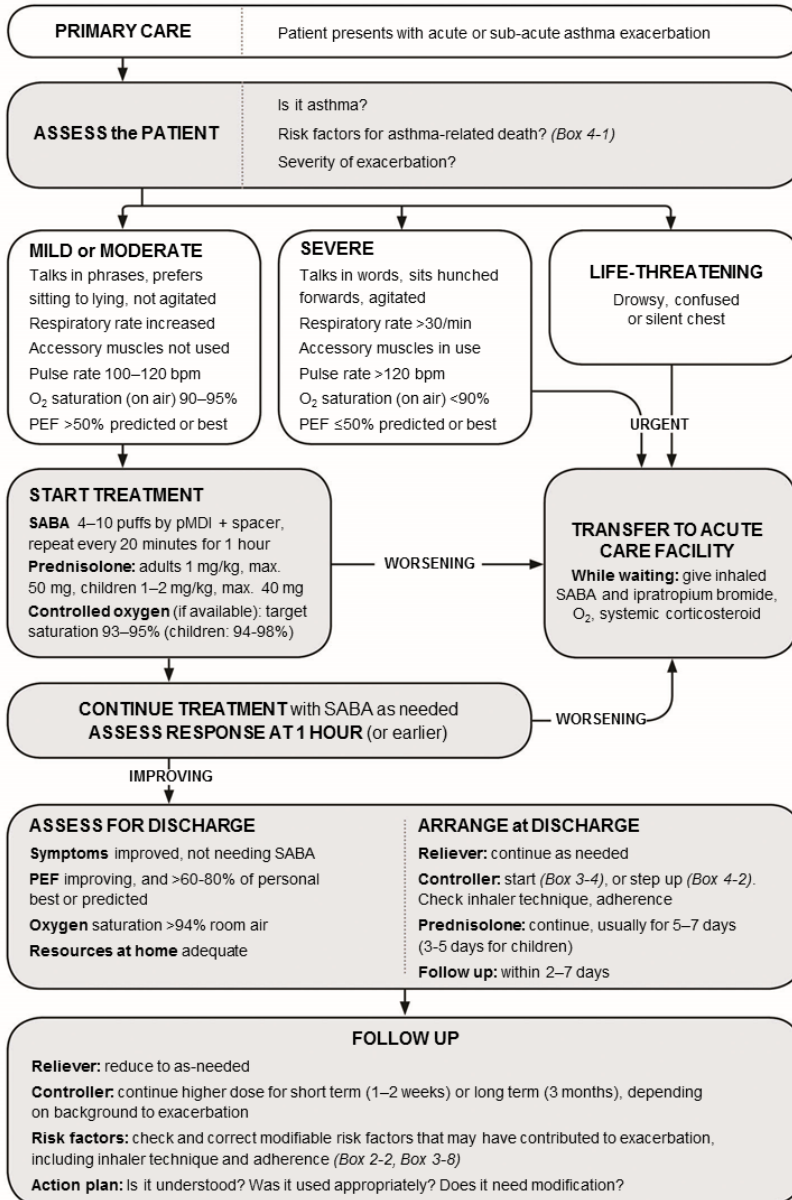 PRIMARY CARE
Patient presents with acute or sub-acute asthma exacerbation
ASSESS the PATIENT
Is it asthma?
Risk factors for asthma-related death? (Box 4-1)
Severity of exacerbation?
MILD or MODERATE
Talks in phrases, prefers
sitting to lying, not agitated
Respiratory rate increased
Accessory muscles not used
Pulse rate 100–120 bpm
O2 saturation (on air) 90–95%
PEF >50% predicted or best
SEVERE
Talks in words, sits hunched
forwards, agitated
Respiratory rate >30/min
Accessory muscles in use
Pulse rate >120 bpm
O2 saturation (on air) <90%
PEF ≤50% predicted or best
LIFE-THREATENING
Drowsy, confused
or silent chest
URGENT
START TREATMENT
SABA 4–10 puffs by pMDI + spacer,
repeat every 20 minutes for 1 hour
Prednisolone: adults 1 mg/kg, max.
50 mg, children 1–2 mg/kg, max. 40 mg
Controlled oxygen (if available): target
saturation 93–95% (children: 94-98%)
WORSENING
TRANSFER TO ACUTE
CARE FACILITY
While waiting: give inhaled
SABA and ipratropium bromide,
O2, systemic corticosteroid
CONTINUE TREATMENT with SABA as needed
ASSESS RESPONSE AT 1 HOUR (or earlier)
WORSENING
IMPROVING
ASSESS FOR DISCHARGE
Symptoms improved, not needing SABA
PEF improving, and >60-80% of personal
best or predicted
Oxygen saturation >94% room air
Resources at home adequate
ARRANGE at DISCHARGE
Reliever: continue as needed
Controller: start (Box 3-4), or step up (Box 4-2).
Check inhaler technique, adherence
Prednisolone: continue, usually for 5–7 days
(3-5 days for children)
Follow up: within 2–7 days
FOLLOW UP
Reliever: reduce to as-needed
Controller: continue higher dose for short term (1–2 weeks) or long term (3 months), depending
on background to exacerbation
Risk factors: check and correct modifiable risk factors that may have contributed to exacerbation,
including inhaler technique and adherence (Box 2-2, Box 3-8)
Action plan: Is it understood? Was it used appropriately? Does it need modification?